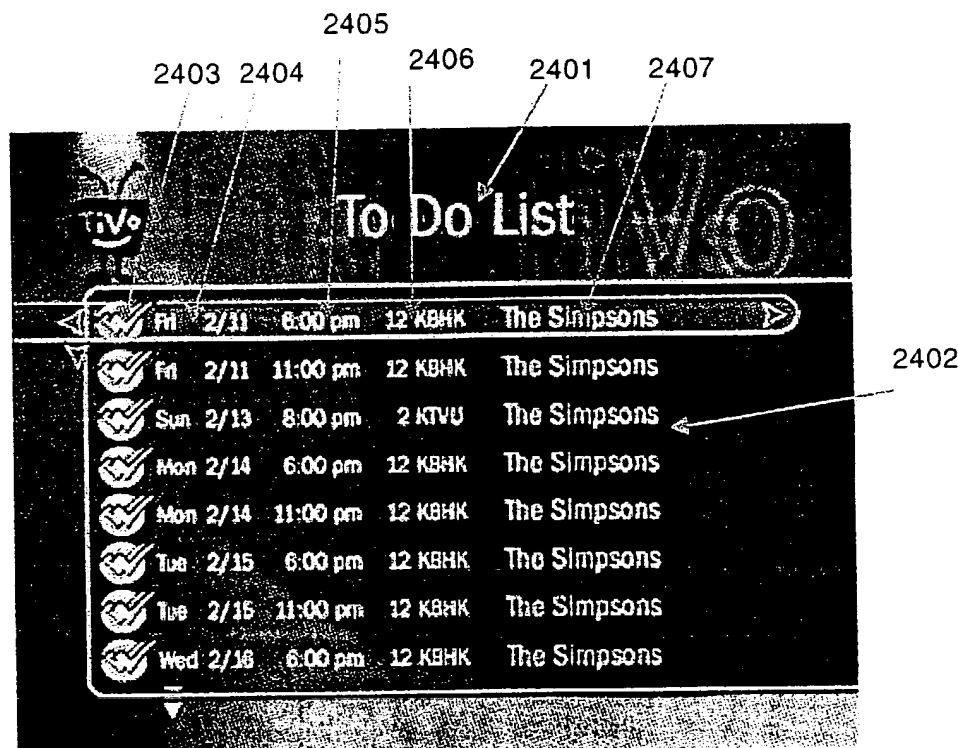 2405
2403 2404 2406 2401 2407
TiVo
TiVo
To Do List
Fri 2/11 6:00 pm 12 KBHK The Simpsons
Fri 2/11 11:00 pm 12 KBHK The Simpsons
2402
Sun 2/13 8:00 pm 2 KTVU The Simpsons
Mon 2/14 6:00 pm 12 KBHK The Simpsons
Mon 2/14 11:00 pm 12 KBHK The Simpsons
Tue 2/15 6:00 pm 12 KBHK The Simpsons
Tue 2/15 11:00 pm 12 KBHK The Simpsons
Wed 2/16 6:00 pm 12 KBHK The Simpsons